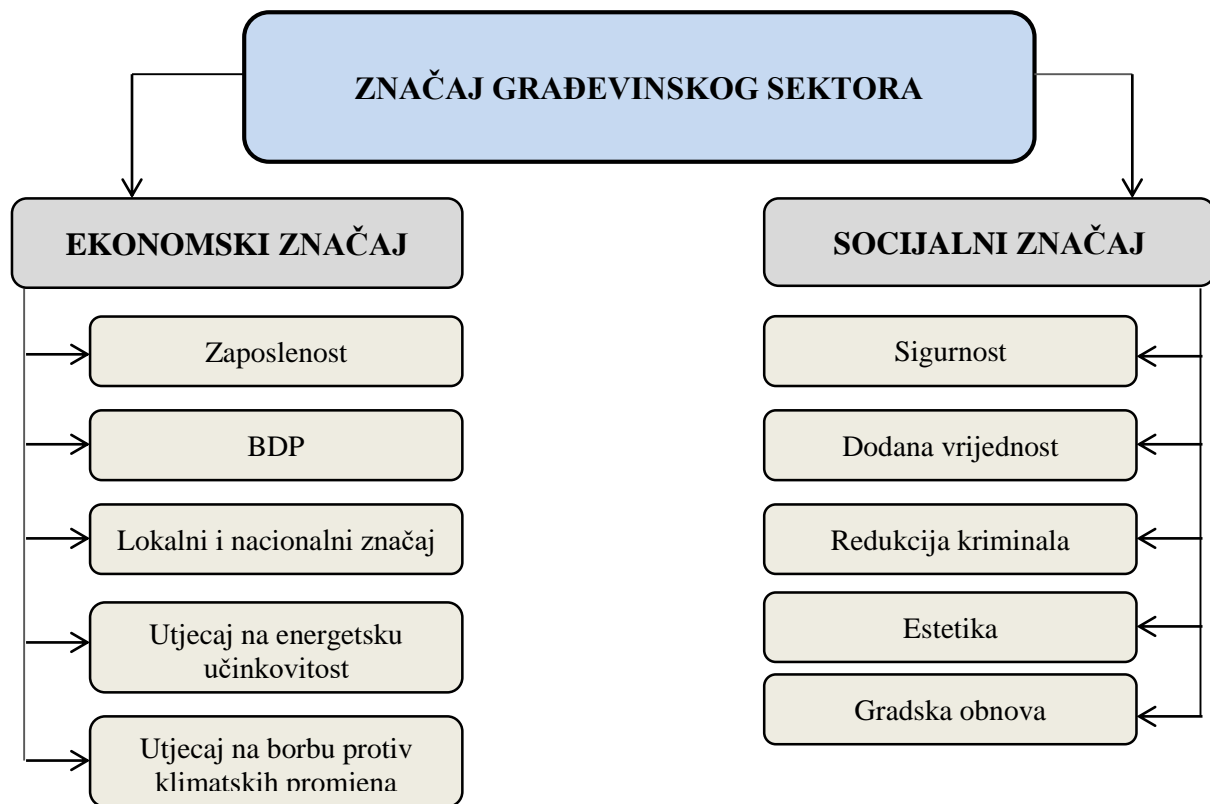 ZNAČAJ GRAĐEVINSKOG SEKTORA
EKONOMSKI ZNAČAJ
Zaposlenost
BDP
Lokalni i nacionalni značaj
Utjecaj na energetsku
učinkovitost
Utjecaj na borbu protiv
klimatskih promjena
SOCIJALNI ZNAČAJ
Sigurnost
Dodana vrijednost
Redukcija kriminala
Estetika
Gradska obnova